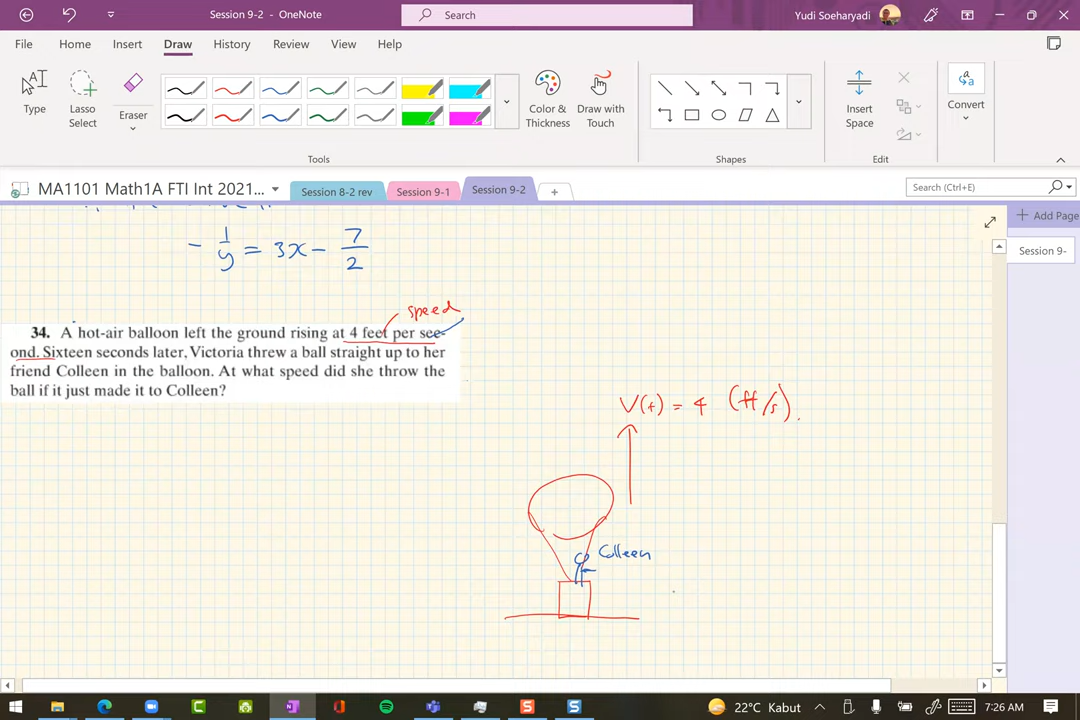 Session 9-2 - OneNote
Search
Yudi Soeharyadi
File Home Insert Draw History Review View Help
Type
Lasso Select
Eraser
Color & Thickness
Draw with Touch
Insert Space
Convert
Tools
Shapes
Edit
MA1101 Math1A FTI Int 2021...
Session 8-2 rev
Session 9-1
Session 9-2
Search (Ctrl+E)
Add Page
Session 9-
- 1/y = 3x - 7/2
speed
34. A hot-air balloon left the ground rising at 4 feet per sec-
ond. Sixteen seconds later, Victoria threw a ball straight up to her
friend Colleen in the balloon. At what speed did she throw the
ball if it just made it to Colleen?
V(t) = 4 (ft/s).
Colleen
22°C Kabut
7:26 AM